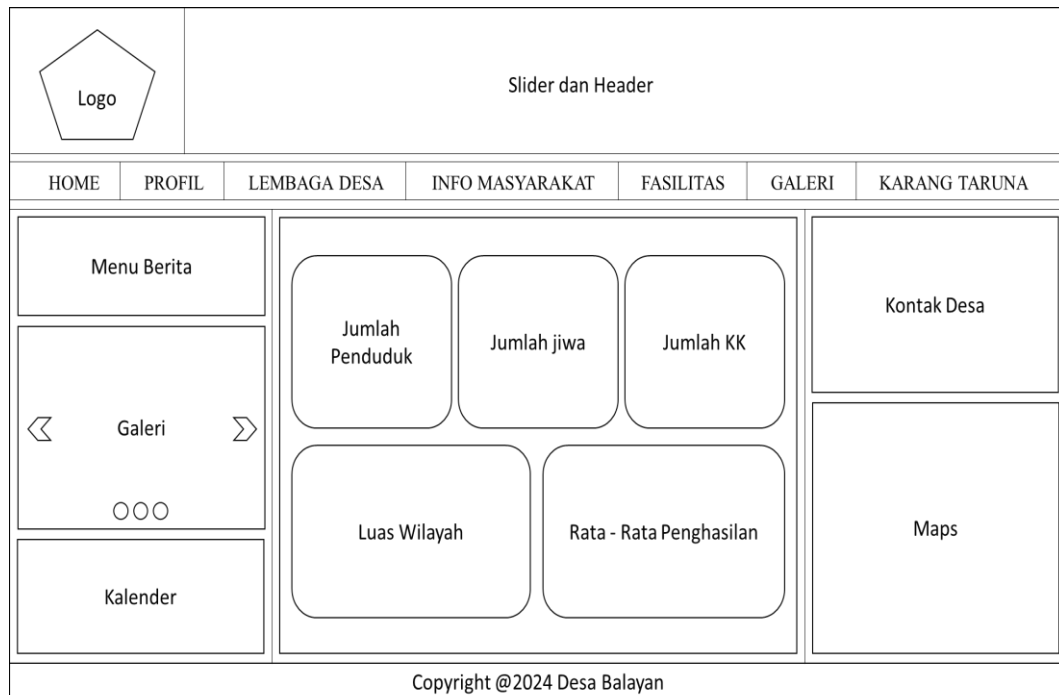 Logo
Slider dan Header
HOME
PROFIL
LEMBAGA DESA
INFO MASYARAKAT
FASILITAS
GALERI
KARANG TARUNA
Menu Berita
Galeri
Kalender
Jumlah
Penduduk
Jumlah jiwa
Jumlah KK
Luas Wilayah
Rata - Rata Penghasilan
Kontak Desa
Maps
Copyright @2024 Desa Balayan